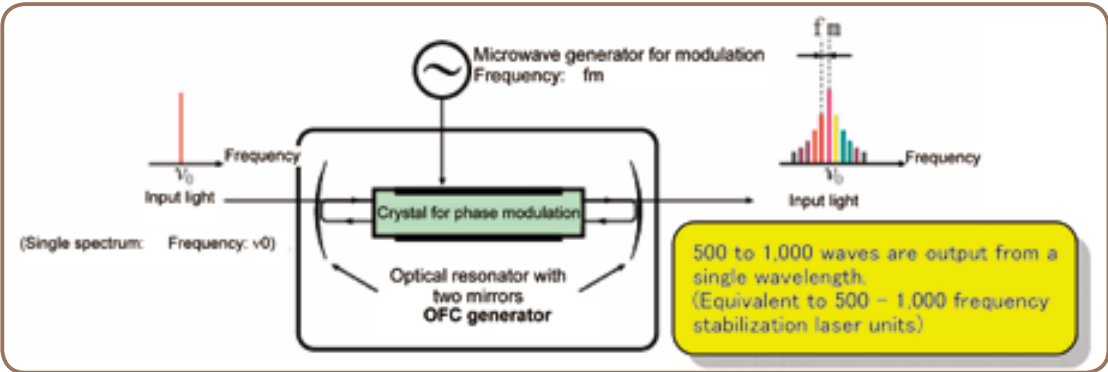 fm
Microwave generator for modulation
Frequency: fm
Frequency
ν0
Input light
(Single spectrum: Frequency: ν0)
Crystal for phase modulation
Optical resonator with
two mirrors
OFC generator
Frequency
ν0
Input light
500 to 1,000 waves are output from a
single wavelength.
(Equivalent to 500 - 1,000 frequency
stabilization laser units)